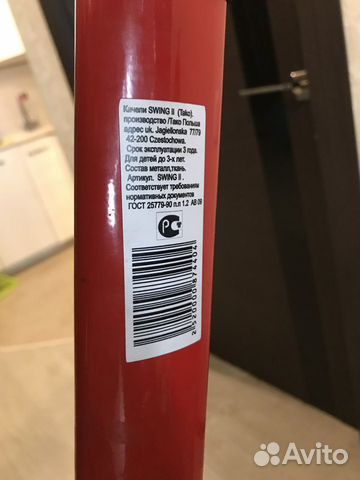 Качели SWING II (Tako).
производство /Тако Польша
адрес uk. Jagiellonska 77/79
42-200 Czestochowa.
Срок эксплуатации 3 года.
Для детей до 3-х лет.
Состав металл,ткань.
Артикул. SWING II .
Соответствует требованиям
нормативных документов
ГОСТ 25779-90 п.п 1.2 АВ 09
2520000874404
Avito